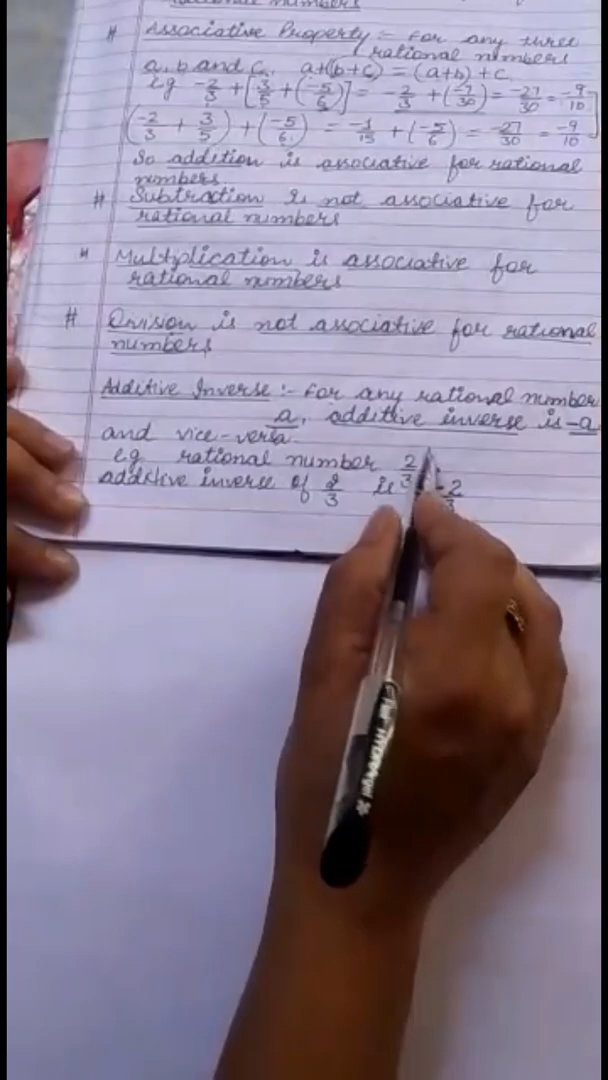 rational numbers
# Associative Property :- For any three
rational numbers
a, b and c, a+(b+c) = (a+b)+c
eg -2/3 + [3/5 + (-5/6)] = -2/3 + (-7/30) = -27/30 = -9/10
(-2/3 + 3/5) + (-5/6) = -1/15 + (-5/6) = -27/30 = -9/10
So addition is associative for rational
numbers
# Subtraction is not associative for
rational numbers
# Multiplication is associative for
rational numbers
# Division is not associative for rational
numbers
Additive Inverse :- For any rational number
a, additive inverse is -a
and vice-versa.
eg rational number 2/3
additive inverse of 2/3 is -2/3